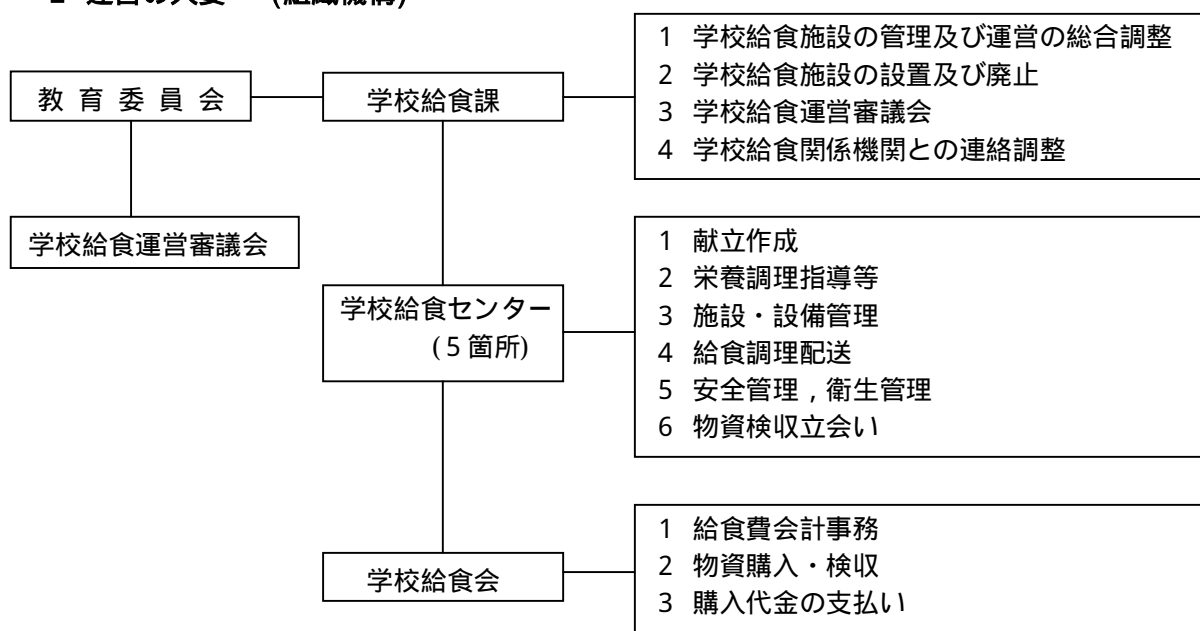 (組織機構)
教育委員会
学校給食運営審議会
学校給食課
1 学校給食施設の管理及び運営の総合調整
2 学校給食施設の設置及び廃止
3 学校給食運営審議会
4 学校給食関係機関との連絡調整
学校給食センター
(5箇所)
1 献立作成
2 栄養調理指導等
3 施設・設備管理
4 給食調理配送
5 安全管理，衛生管理
6 物資検収立会い
学校給食会
1 給食費会計事務
2 物資購入・検収
3 購入代金の支払い